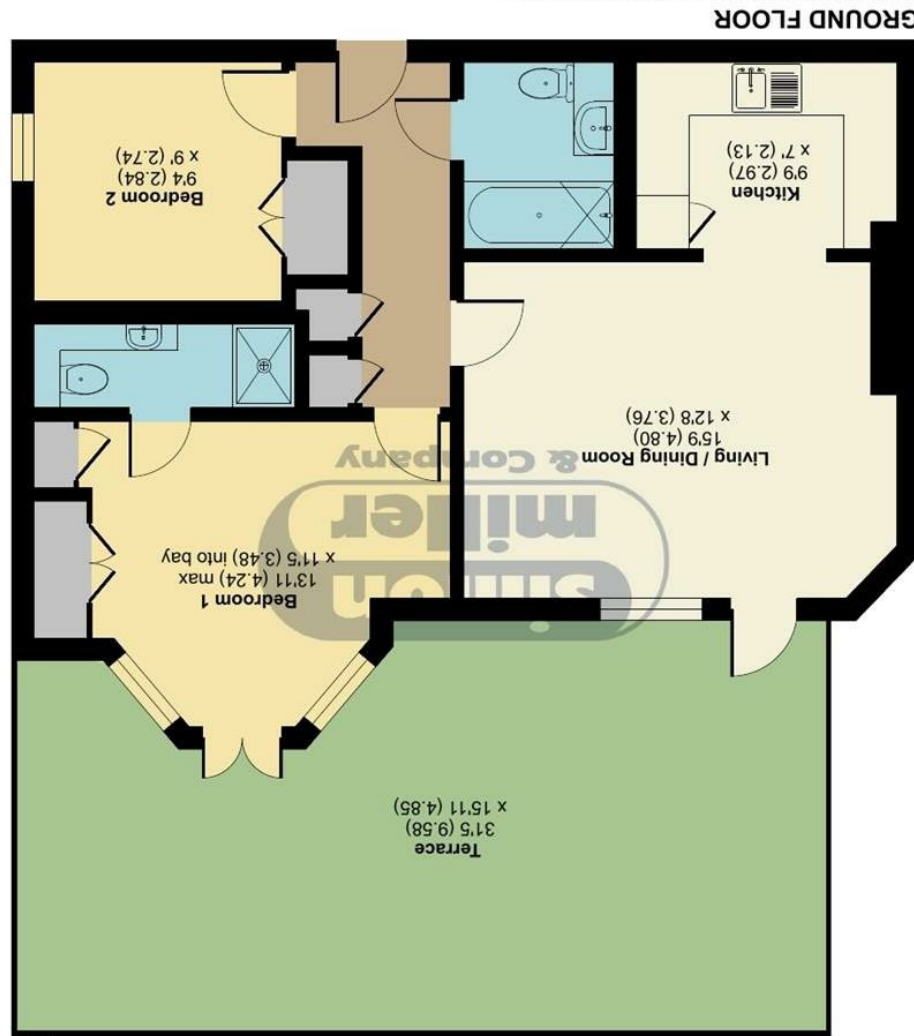 Terrace
31'5 (9.58)
x 15'11 (4.85)
Bedroom 1
13'11 (4.24) max
x 11'5 (3.48) into bay
Living / Dining Room
15'9 (4.80)
x 12'8 (3.76)
simon
miller
& Company
Bedroom 2
9'4 (2.84)
x 9' (2.74)
Kitchen
9'9 (2.97)
x 7' (2.13)
GROUND FLOOR